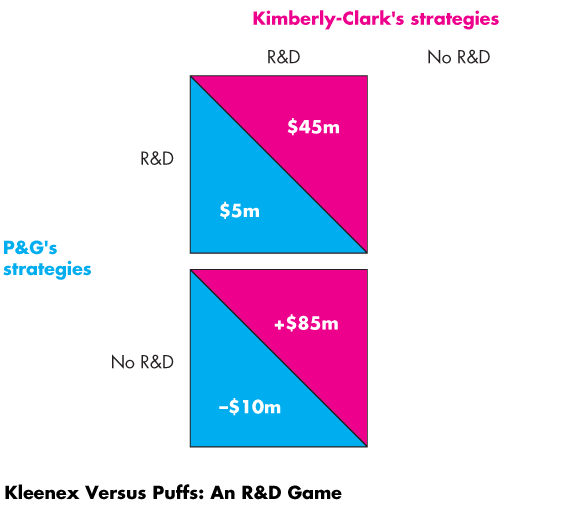 Kimberly-Clark's strategies
R&D No R&D
R&D
$45m
$5m
P&G's
strategies
No R&D
+$85m
–$10m
Kleenex Versus Puffs: An R&D Game